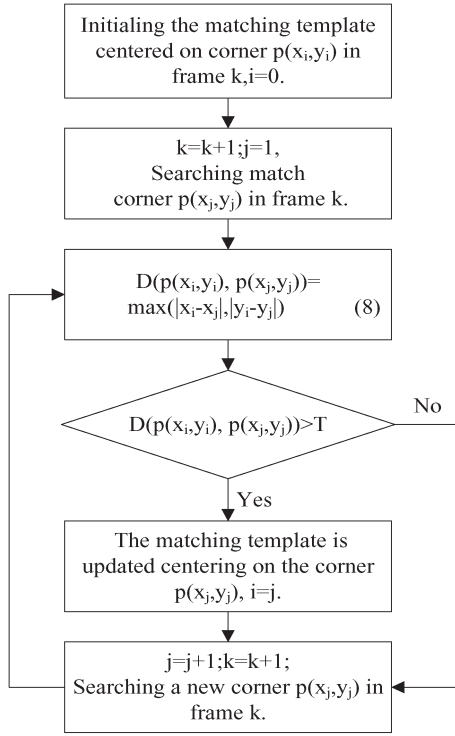 Initialing the matching template
centered on corner p(xᵢ,yᵢ) in
frame k,i=0.
k=k+1;j=1,
Searching match
corner p(xⱼ,yⱼ) in frame k.
D(p(xᵢ,yᵢ), p(xⱼ,yⱼ))=
max(|xᵢ-xⱼ|,|yᵢ-yⱼ|) (8)
D(p(xᵢ,yᵢ), p(xⱼ,yⱼ))>T
No
Yes
The matching template is
updated centering on the corner
p(xⱼ,yⱼ), i=j.
j=j+1;k=k+1;
Searching a new corner p(xⱼ,yⱼ) in
frame k.